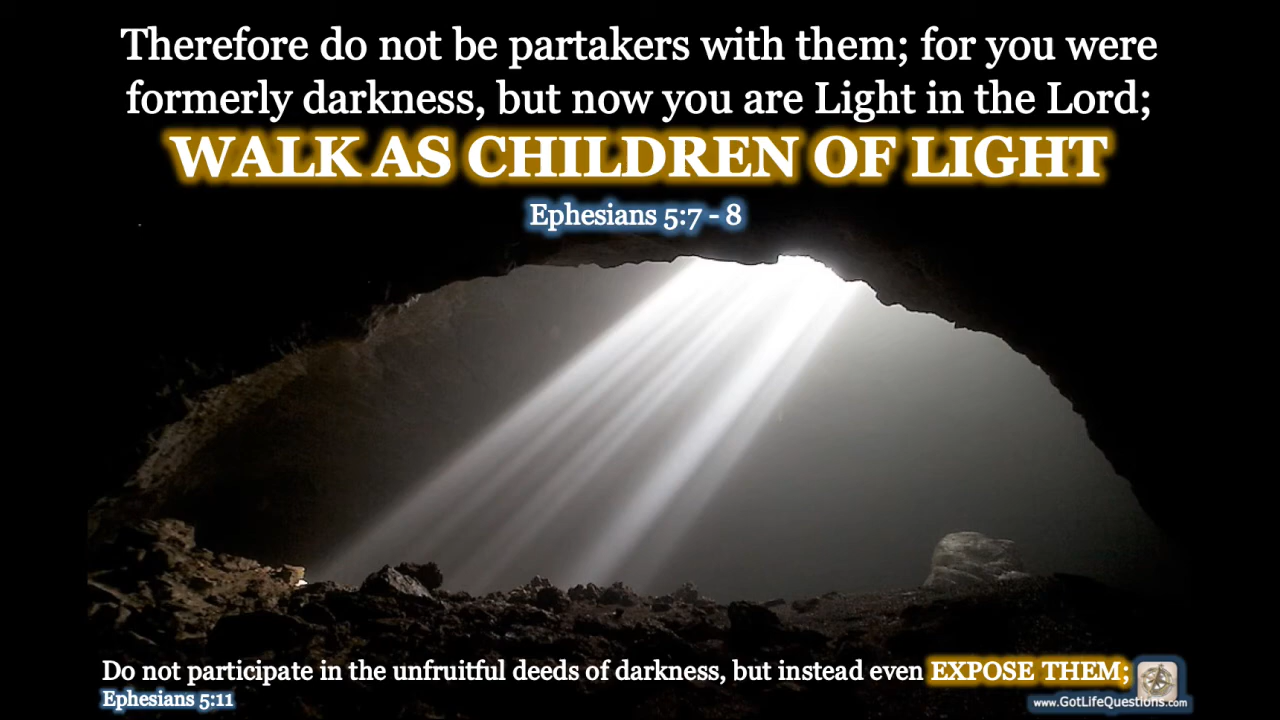 Therefore do not be partakers with them; for you were
formerly darkness, but now you are Light in the Lord;
WALK AS CHILDREN OF LIGHT
Ephesians 5:7 - 8
Do not participate in the unfruitful deeds of darkness, but instead even EXPOSE THEM;
Ephesians 5:11
www.GotLifeQuestions.com